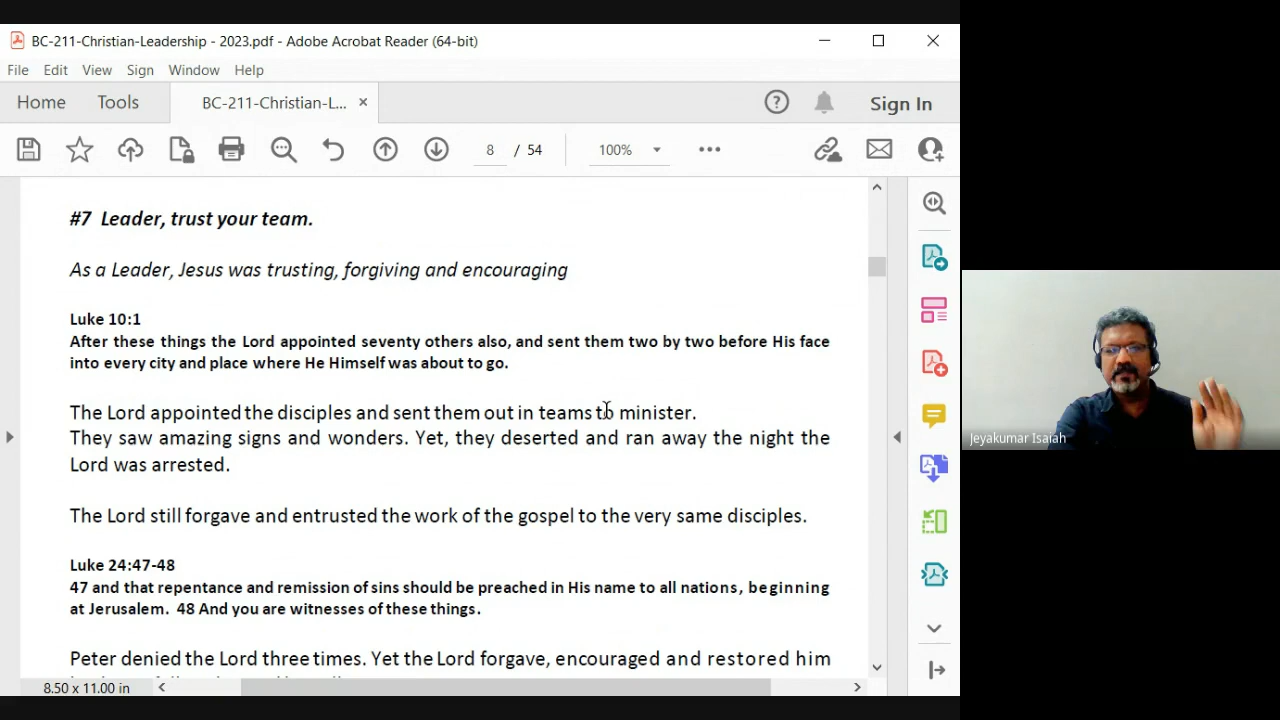 BC-211-Christian-Leadership - 2023.pdf - Adobe Acrobat Reader (64-bit)
File Edit View Sign Window Help
Home Tools BC-211-Christian-L... × Sign In
8 / 54 100%
#7 Leader, trust your team.
As a Leader, Jesus was trusting, forgiving and encouraging
Luke 10:1
After these things the Lord appointed seventy others also, and sent them two by two before His face
into every city and place where He Himself was about to go.
The Lord appointed the disciples and sent them out in teams to minister.
They saw amazing signs and wonders. Yet, they deserted and ran away the night the
Lord was arrested.
The Lord still forgave and entrusted the work of the gospel to the very same disciples.
Luke 24:47-48
47 and that repentance and remission of sins should be preached in His name to all nations, beginning
at Jerusalem. 48 And you are witnesses of these things.
Peter denied the Lord three times. Yet the Lord forgave, encouraged and restored him
8.50 x 11.00 in
Jeyakumar Isaiah